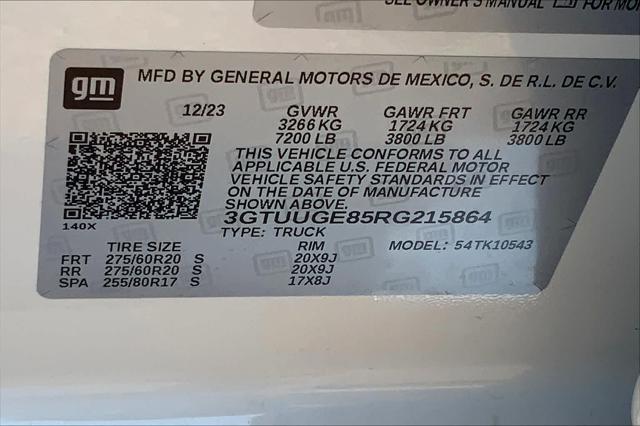 SEE OWNER'S MANUAL FOR MOR
gm
MFD BY GENERAL MOTORS DE MEXICO, S. DE R.L. DE C.V.
12/23 GVWR GAWR FRT GAWR RR
3266 KG 1724 KG 1724 KG
7200 LB 3800 LB 3800 LB
THIS VEHICLE CONFORMS TO ALL
APPLICABLE U.S. FEDERAL MOTOR
VEHICLE SAFETY STANDARDS IN EFFECT
ON THE DATE OF MANUFACTURE
SHOWN ABOVE.
140X
3GTUUGE85RG215864
TYPE: TRUCK MODEL: 54TK10543
TIRE SIZE RIM
FRT 275/60R20 S 20X9J
RR 275/60R20 S 20X9J
SPA 255/80R17 S 17X8J